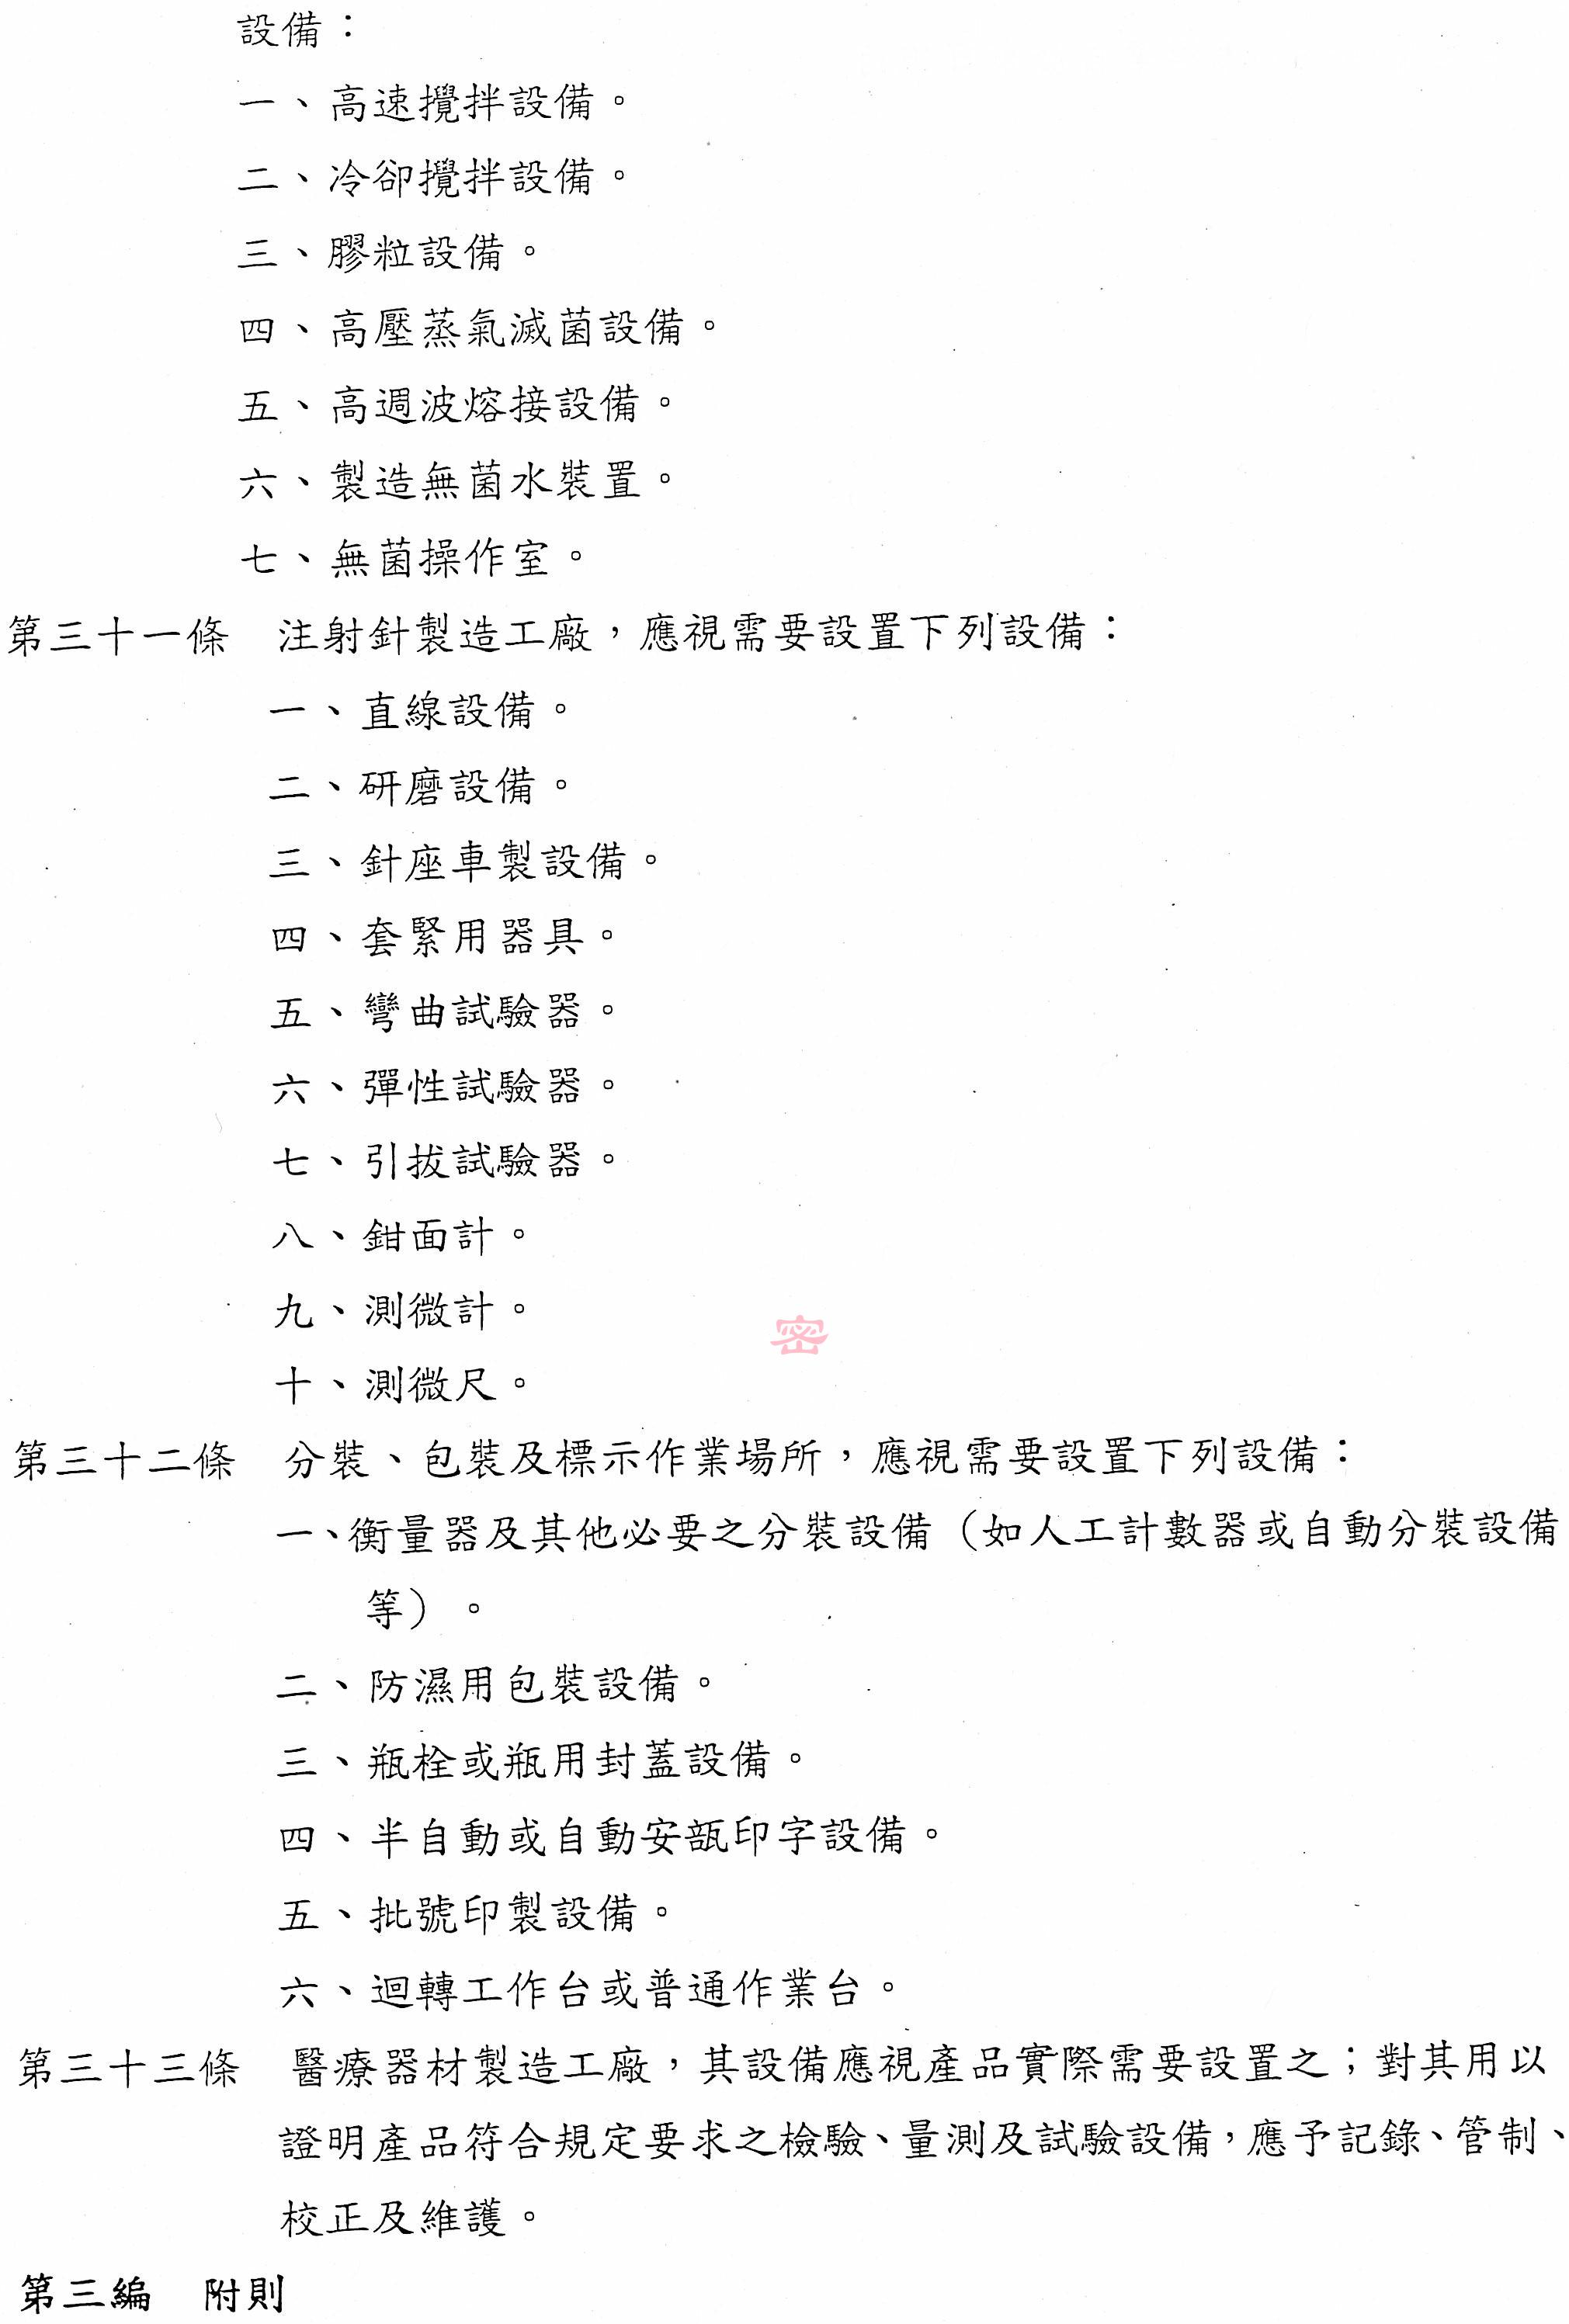 設備：
一、高速攪拌設備。
二、冷卻攪拌設備。
三、膠粒設備。
四、高壓蒸氣滅菌設備。
五、高週波熔接設備。
六、製造無菌水裝置。
七、無菌操作室。
第三十一條　注射針製造工廠，應視需要設置下列設備：
一、直線設備。
二、研磨設備。
三、針座車製設備。
四、套緊用器具。
五、彎曲試驗器。
六、彈性試驗器。
七、引拔試驗器。
八、鉗面計。
九、測微計。
密
十、測微尺。
第三十二條　分裝、包裝及標示作業場所，應視需要設置下列設備：
一、衡量器及其他必要之分裝設備（如人工計數器或自動分裝設備
等）。
二、防濕用包裝設備。
三、瓶栓或瓶用封蓋設備。
四、半自動或自動安瓿印字設備。
五、批號印製設備。
六、迴轉工作台或普通作業台。
第三十三條　醫療器材製造工廠，其設備應視產品實際需要設置之；對其用以
證明產品符合規定要求之檢驗、量測及試驗設備，應予記錄、管制、
校正及維護。
第三編　附則